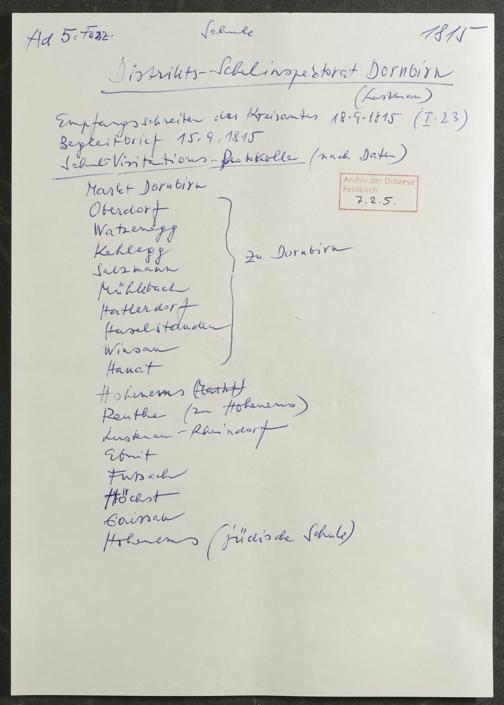 Ad 5. Fasz. Schule 1815
Distrikts-Schulinspektorat Dornbirn
(Lustenau)
Empfangsschreiben des Kreisamtes 18.9.1815 (I.23)
Begleitbrief 15.9.1815
Schul-Visitations-Protokolle (nach Daten)
Archiv der Diözese
Feldkirch
7.2.5.
Markt Dornbirn
Oberdorf
Watzenegg
Kehlegg
Salzmann
zu Dornbirn
Mühlebach
Hatlerdorf
Haselstauden
Winsau
Hanat
Hohenems (Markt)
Reuthe (zu Hohenems)
Lustenau-Rheindorf
Ebnit
Fußach
Höchst
Gaissau
Hohenems (jüdische Schule)